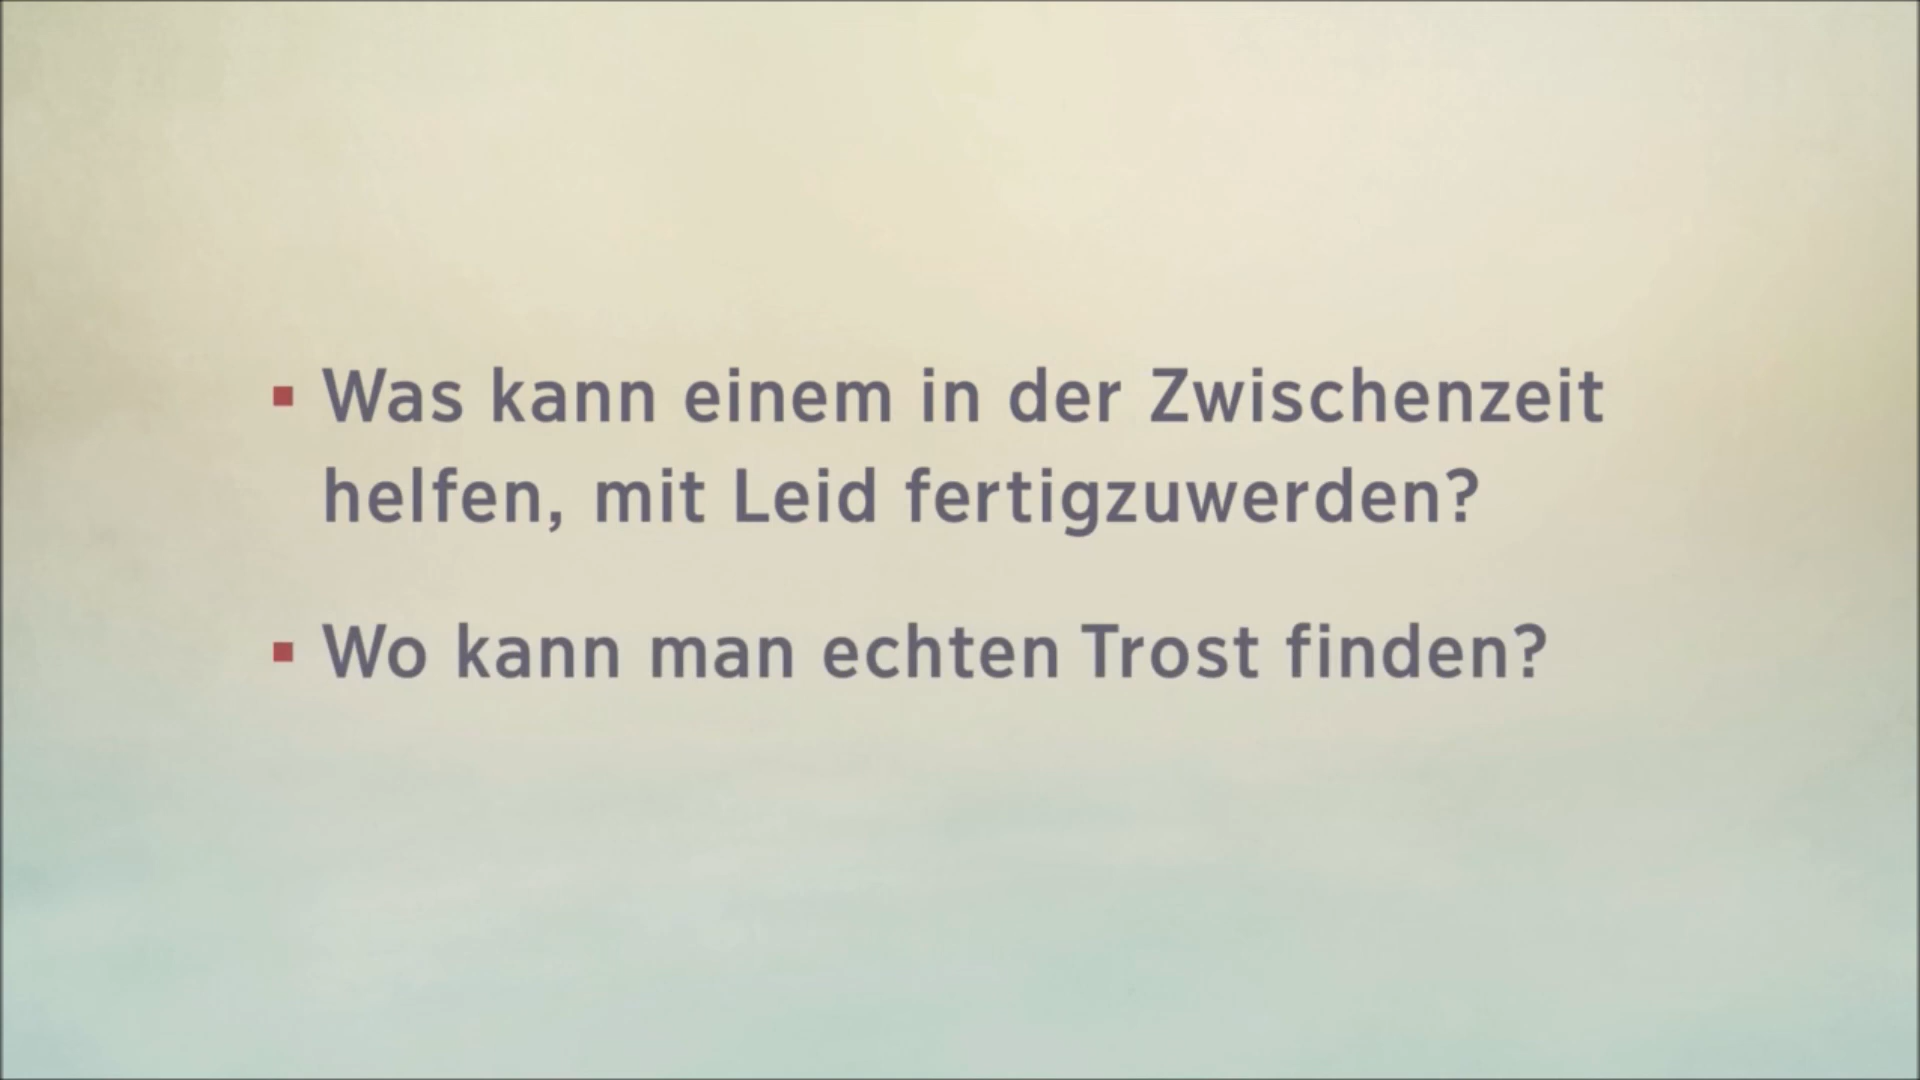 ▪ Was kann einem in der Zwischenzeit
helfen, mit Leid fertigzuwerden?
▪ Wo kann man echten Trost finden?